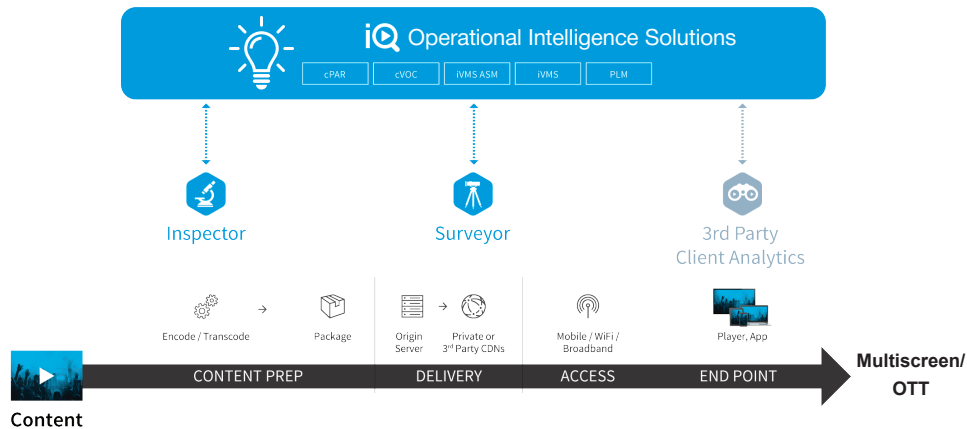 iQ Operational Intelligence Solutions
cPAR
cVOC
iVMS ASM
iVMS
PLM
Inspector
Surveyor
3rd Party
Client Analytics
Encode / Transcode
Package
Origin
Server
Private or
3rd Party CDNs
Mobile / WiFi /
Broadband
Player, App
CONTENT PREP
DELIVERY
ACCESS
END POINT
Multiscreen/
OTT
Content